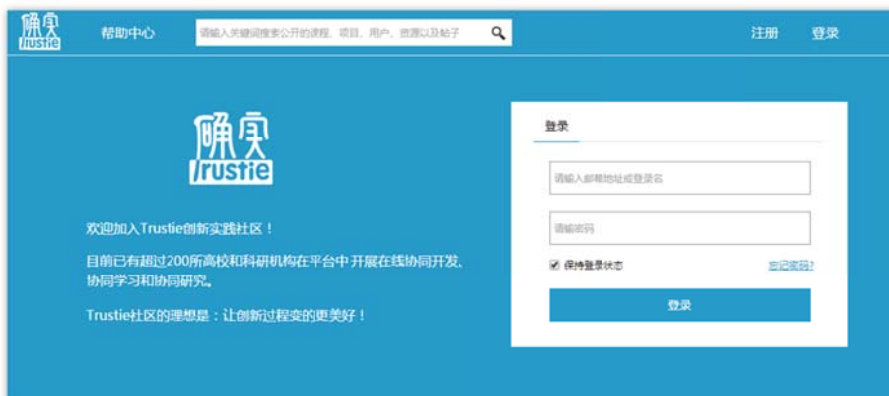 确实
Trustie
帮助中心
请输入关键词搜索公开的课程、项目、用户、资源以及帖子
注册
登录
确实
Trustie
欢迎加入Trustie创新实践社区！
目前已有超过200所高校和科研机构在平台中开展在线协同开发、
协同学习和协同研究。
Trustie社区的理想是：让创新过程变的更美好！
登录
请输入邮箱地址或登录名
请输密码
保持登录状态
忘记密码?
登录